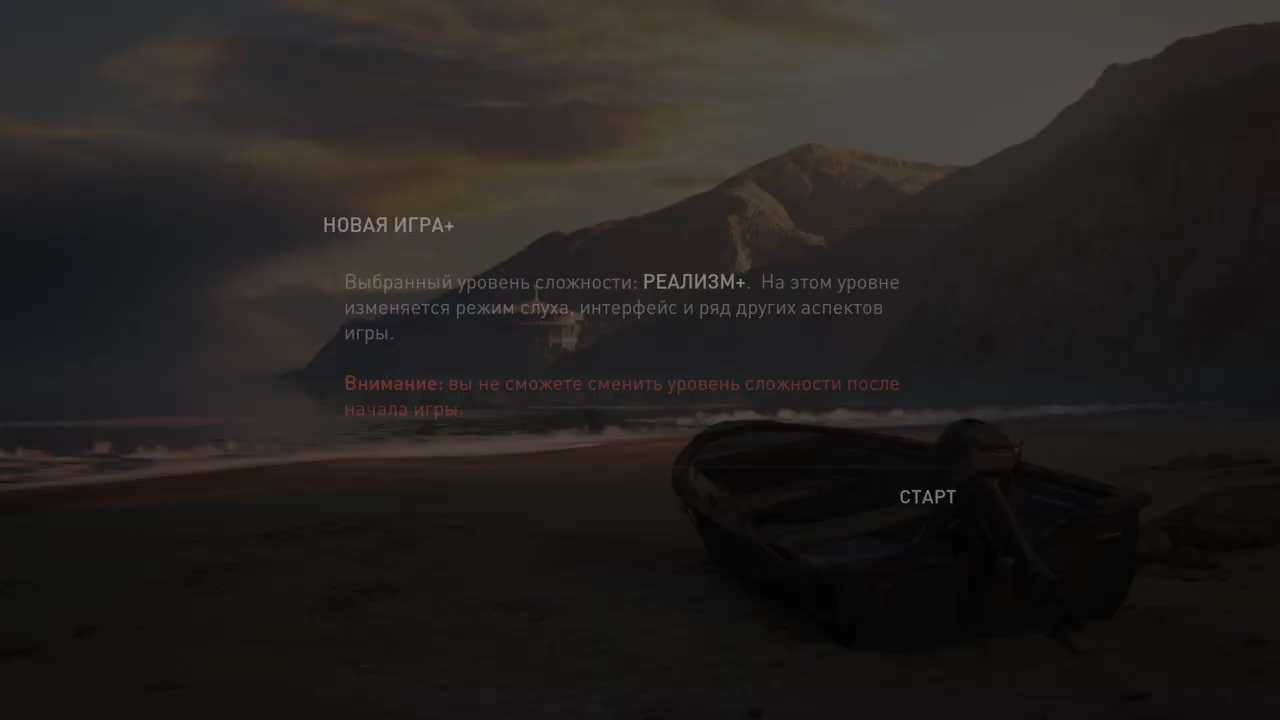 НОВАЯ ИГРА+
Выбранный уровень сложности: РЕАЛИЗМ+. На этом уровне
изменяется режим слуха, интерфейс и ряд других аспектов
игры.
Внимание: вы не сможете сменить уровень сложности после
начала игры.
СТАРТ